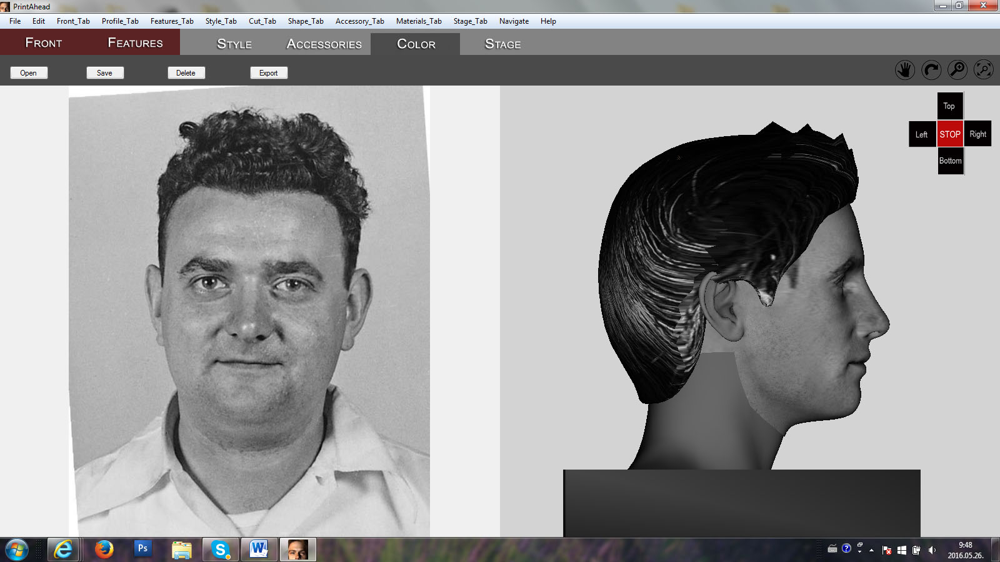 PrintAhead
File Edit Front_Tab Profile_Tab Features_Tab Style_Tab Cut_Tab Shape_Tab Accessory_Tab Materials_Tab Stage_Tab Navigate Help
FRONT FEATURES STYLE ACCESSORIES COLOR STAGE
Open Save Delete Export
Top
Left STOP Right
Bottom
Ps
9:48
2016.05.26.